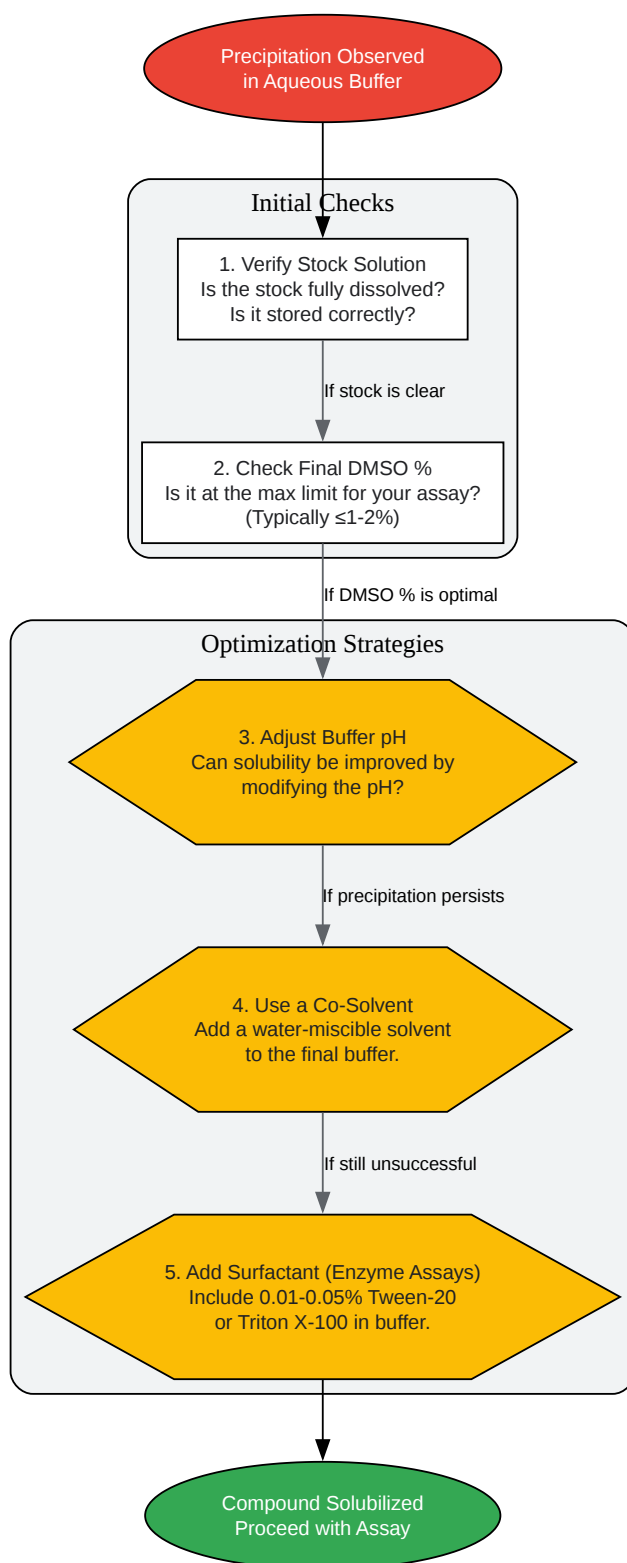 Precipitation Observed
in Aqueous Buffer
Initial Checks
1. Verify Stock Solution
Is the stock fully dissolved?
Is it stored correctly?
If stock is clear
2. Check Final DMSO %
Is it at the max limit for your assay?
(Typically ≤1-2%)
If DMSO % is optimal
Optimization Strategies
3. Adjust Buffer pH
Can solubility be improved by
modifying the pH?
If precipitation persists
4. Use a Co-Solvent
Add a water-miscible solvent
to the final buffer.
If still unsuccessful
5. Add Surfactant (Enzyme Assays)
Include 0.01-0.05% Tween-20
or Triton X-100 in buffer.
Compound Solubilized
Proceed with Assay